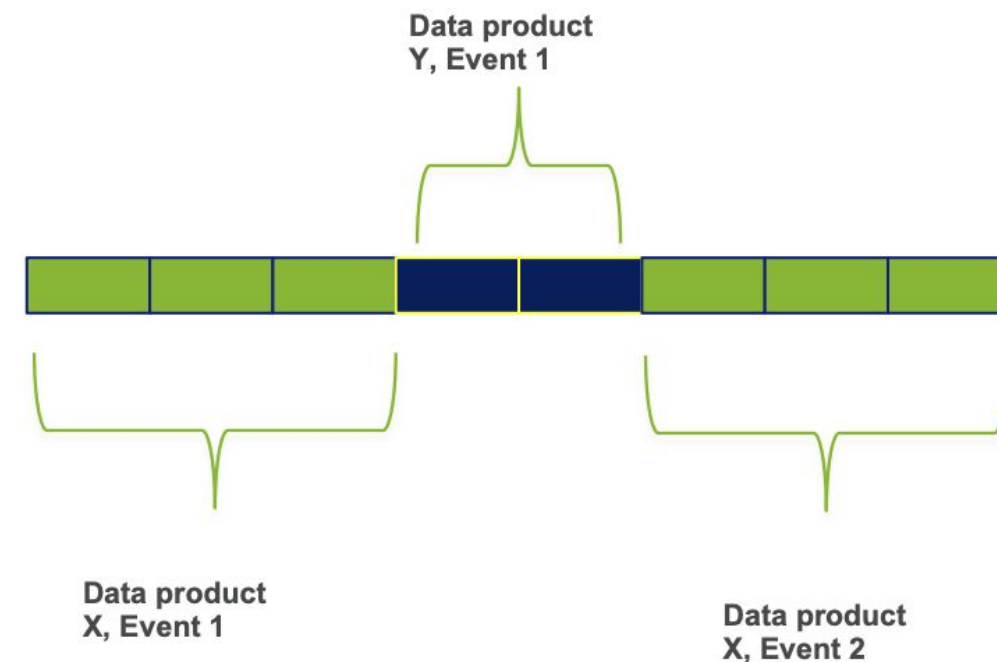 Data product
Y, Event 1
Data product
X, Event 1
Data product
X, Event 2